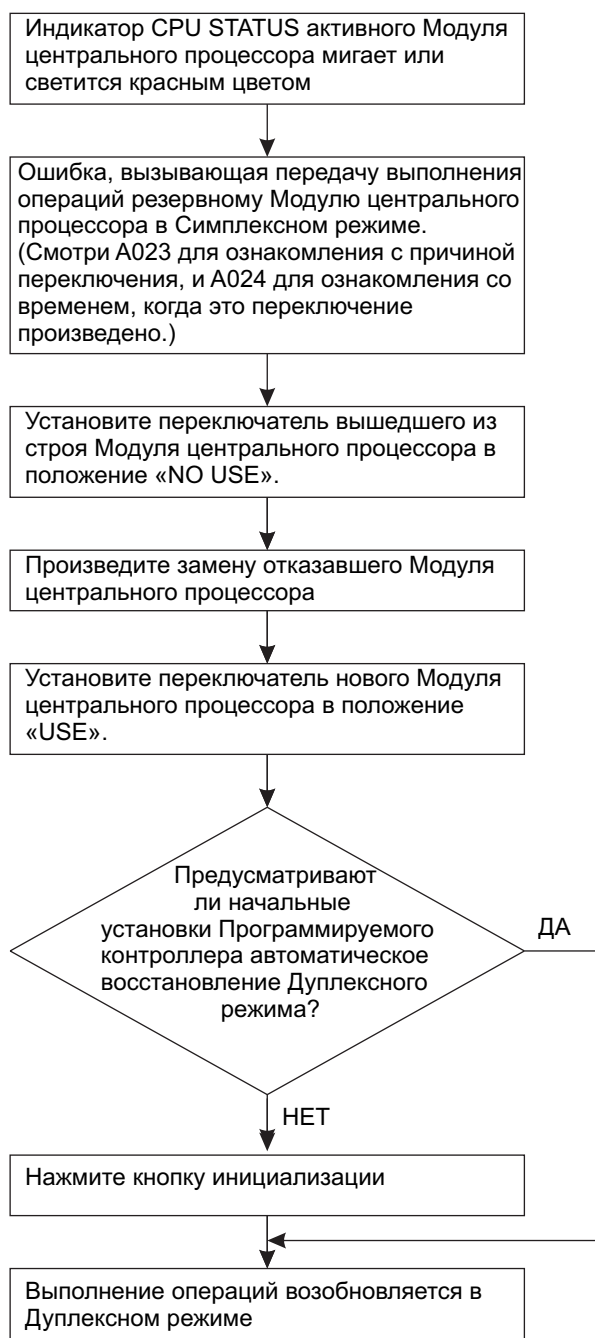 Индикатор CPU STATUS активного Модуля
центрального процессора мигает или
светится красным цветом
Ошибка, вызывающая передачу выполнения
операций резервному Модулю центрального
процессора в Симплексном режиме.
(Смотри A023 для ознакомления с причиной
переключения, и A024 для ознакомления со
временем, когда это переключение
произведено.)
Установите переключатель вышедшего из
строя Модуля центрального процессора в
положение «NO USE».
Произведите замену отказавшего Модуля
центрального процессора
Установите переключатель нового Модуля
центрального процессора в положение
«USE».
Предусматривают
ли начальные
установки Программируемого
контроллера автоматическое
восстановление Дуплексного
режима?
ДА
НЕТ
Нажмите кнопку инициализации
Выполнение операций возобновляется в
Дуплексном режиме